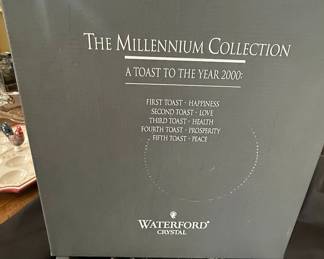 THE MILLENNIUM COLLECTION
A TOAST TO THE YEAR 2000:
FIRST TOAST - HAPPINESS
SECOND TOAST - LOVE
THIRD TOAST - HEALTH
FOURTH TOAST - PROSPERITY
FIFTH TOAST - PEACE
WATERFORD®
CRYSTAL